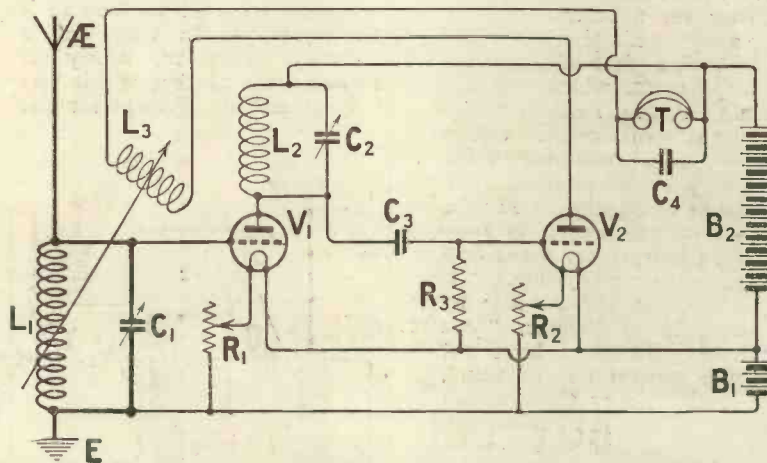 Æ
L₃
L₂
C₂
T
C₄
V₁
C₃
V₂
B₂
L₁
C₁
R₁
R₃
R₂
B₁
E